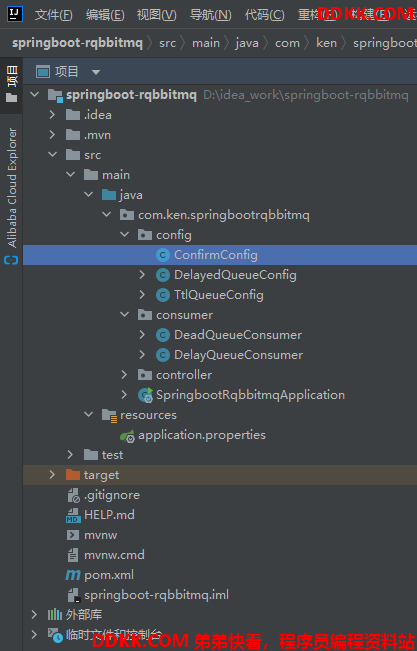 文件(F) 编辑(E) 视图(V) 导航(N) 代码(C) 重构 构建
DDKK.COM
springboot-rqbbitmq 〉 src 〉 main 〉 java 〉 com 〉 ken 〉 springboot
项目
项目
Alibaba Cloud Explorer
springboot-rqbbitmq D:\idea_work\springboot-rqbbitmq
.idea
.mvn
src
main
java
com.ken.springbootrqbbitmq
config
ConfirmConfig
DelayedQueueConfig
TtlQueueConfig
consumer
DeadQueueConsumer
DelayQueueConsumer
controller
SpringbootRqbbitmqApplication
resources
application.properties
test
target
.gitignore
HELP.md
mvnw
mvnw.cmd
pom.xml
springboot-rqbbitmq.iml
外部库
临时文件和控制台
DDKK.COM 弟弟快看，程序员编程资料站